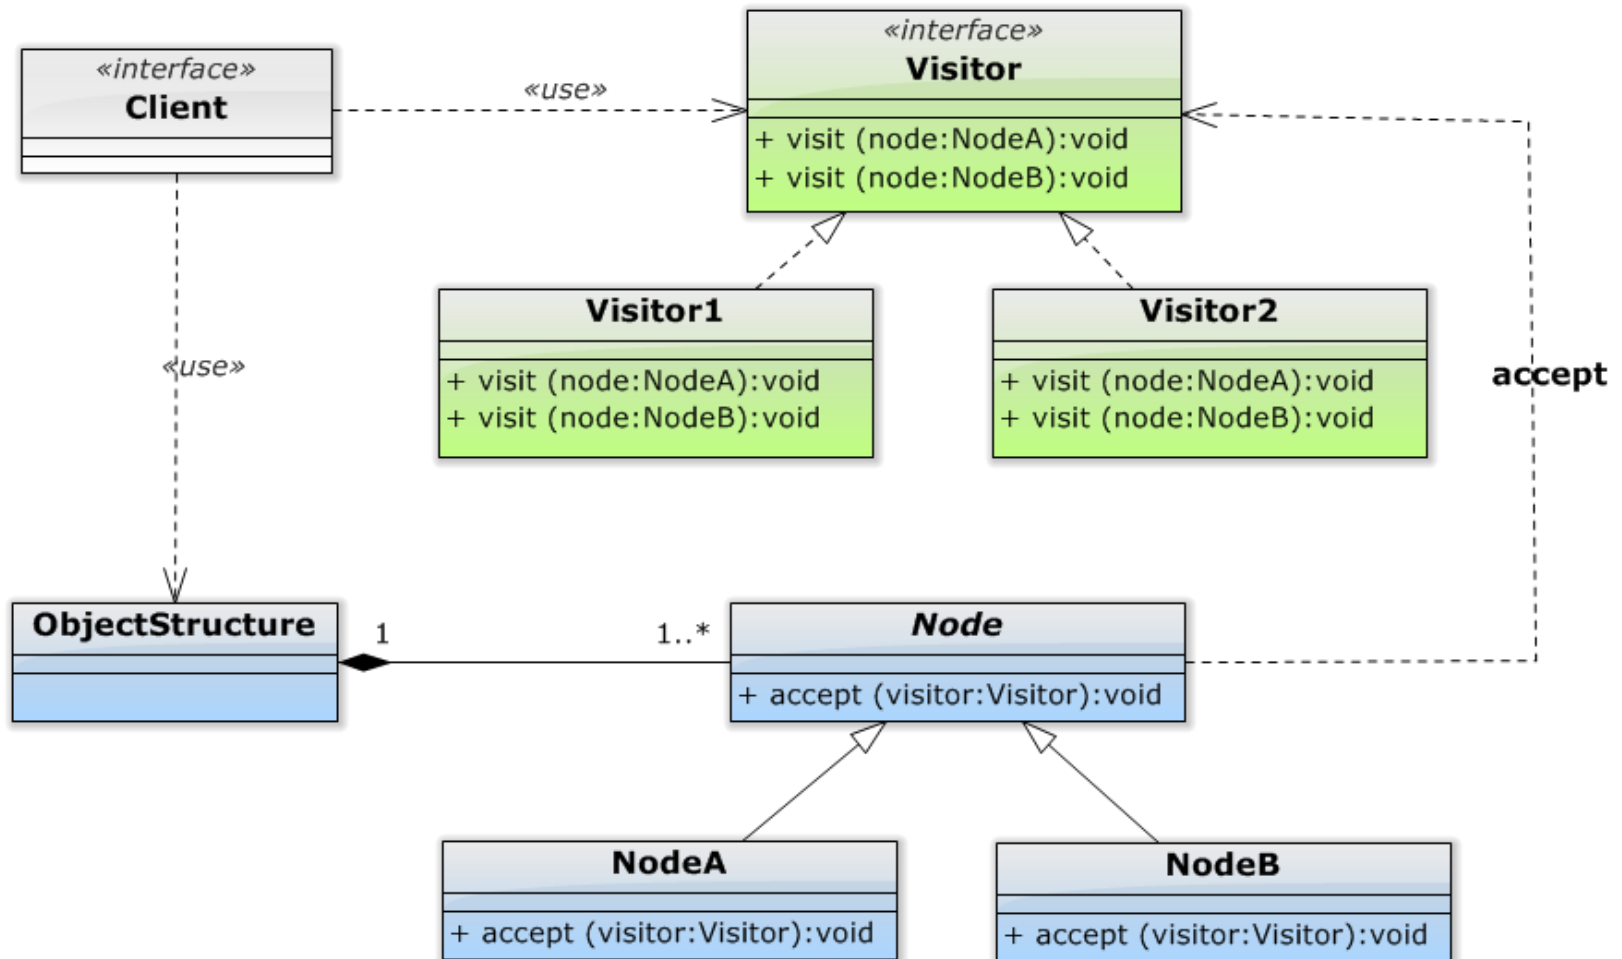 «interface»
Client
«use»
«interface»
Visitor
+ visit (node:NodeA):void
+ visit (node:NodeB):void
Visitor1
+ visit (node:NodeA):void
+ visit (node:NodeB):void
Visitor2
+ visit (node:NodeA):void
+ visit (node:NodeB):void
«use»
accept
ObjectStructure
1
1..*
Node
+ accept (visitor:Visitor):void
NodeA
+ accept (visitor:Visitor):void
NodeB
+ accept (visitor:Visitor):void